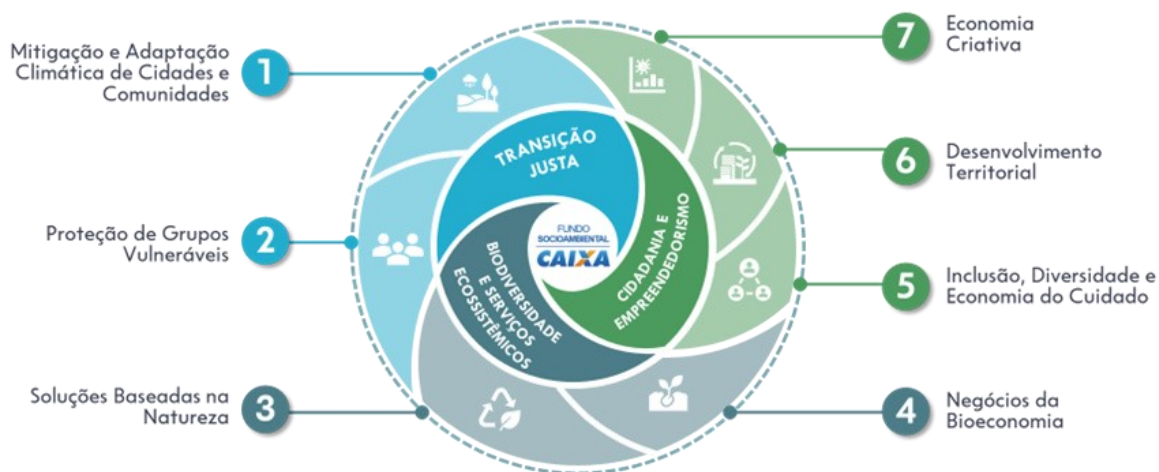 1
Mitigação e Adaptação
Climática de Cidades e
Comunidades
2
Proteção de Grupos
Vulneráveis
3
Soluções Baseadas na
Natureza
TRANSIÇÃO
JUSTA
BIODIVERSIDADE
E SERVIÇOS
ECOSSISTÊMICOS
CIDADANIA E
EMPREENDEDORISMO
FUNDO
SOCIOAMBIENTAL
CAIXA
7
Economia
Criativa
6
Desenvolvimento
Territorial
5
Inclusão, Diversidade e
Economia do Cuidado
4
Negócios da
Bioeconomia